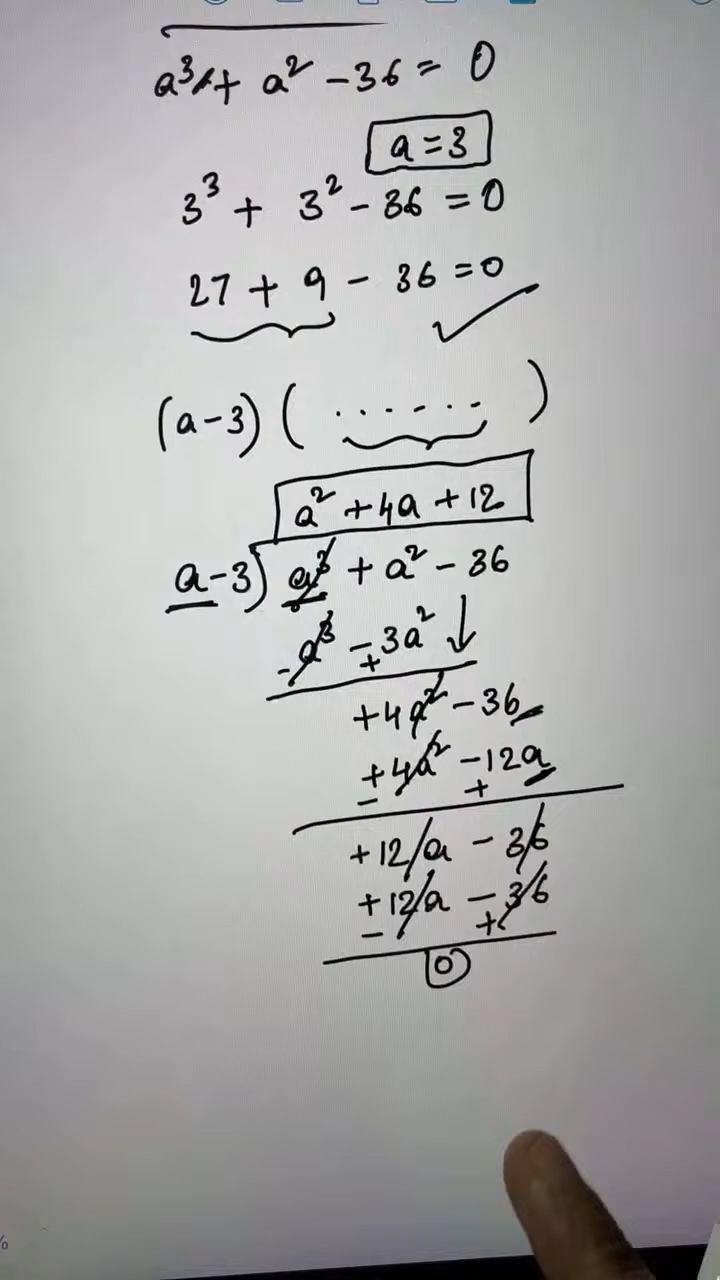 a³ + a² - 36 = 0
a = 3
3³ + 3² - 36 = 0
27 + 9 - 36 = 0
(a-3) ( ...... )
a² + 4a + 12
a-3) a³ + a² - 36
- a³ - 3a²
+
+4a² - 36
+4a² - 12a
- +
+12a - 36
+12a - 36
- +
0
%